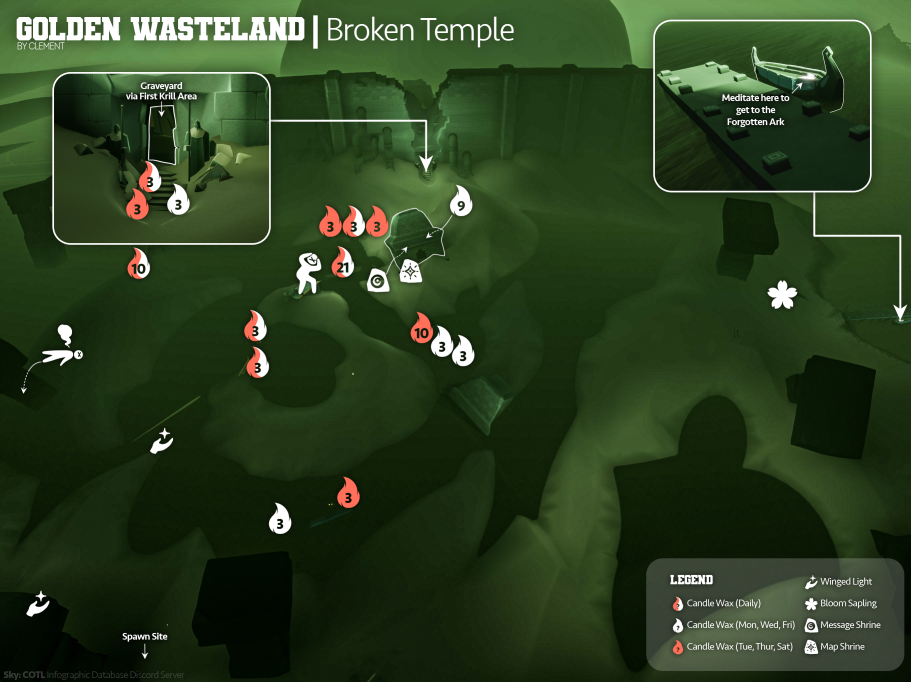 GOLDEN WASTELAND | Broken Temple
BY CLEMENT
Graveyard
via First Krill Area
3
3
3
Meditate here to
get to the
Forgotten Ark
9
3
3
3
10
21
3
10
3
3
3
3
3
LEGEND
Candle Wax (Daily)
Candle Wax (Mon, Wed, Fri)
Candle Wax (Tue, Thur, Sat)
Winged Light
Bloom Sapling
Message Shrine
Map Shrine
Spawn Site
Sky: COTL Infographic Database Discord Server